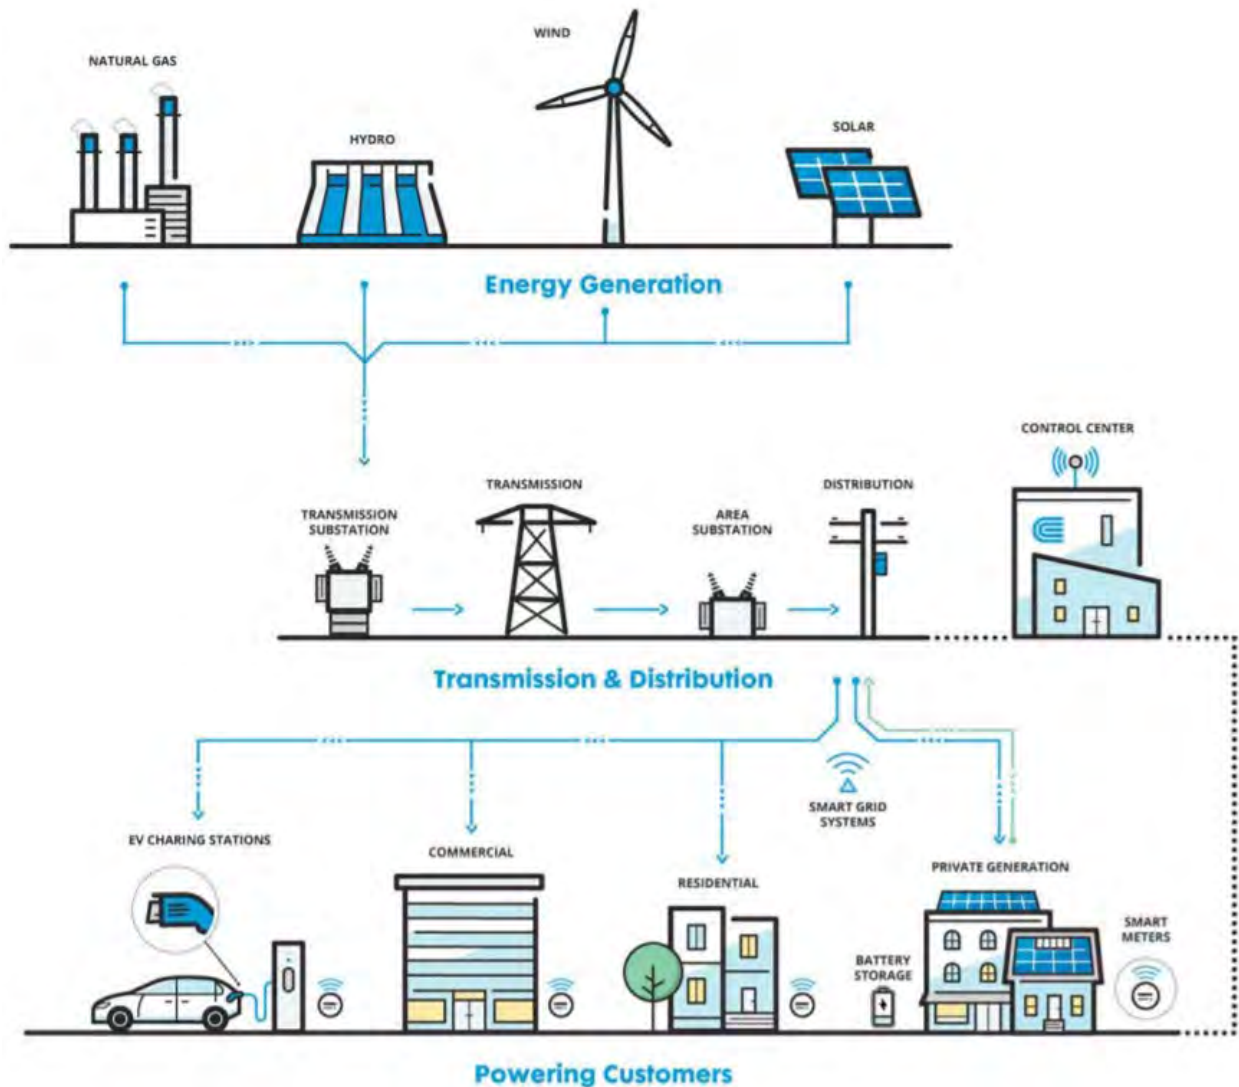 WIND
NATURAL GAS
SOLAR
HYDRO
Energy Generation
CONTROL CENTER
TRANSMISSION
DISTRIBUTION
TRANSMISSION
SUBSTATION
AREA
SUBSTATION
Transmission & Distribution
SMART GRID
SYSTEMS
EV CHARING STATIONS
COMMERCIAL
RESIDENTIAL
PRIVATE GENERATION
BATTERY
STORAGE
SMART
METERS
Powering Customers